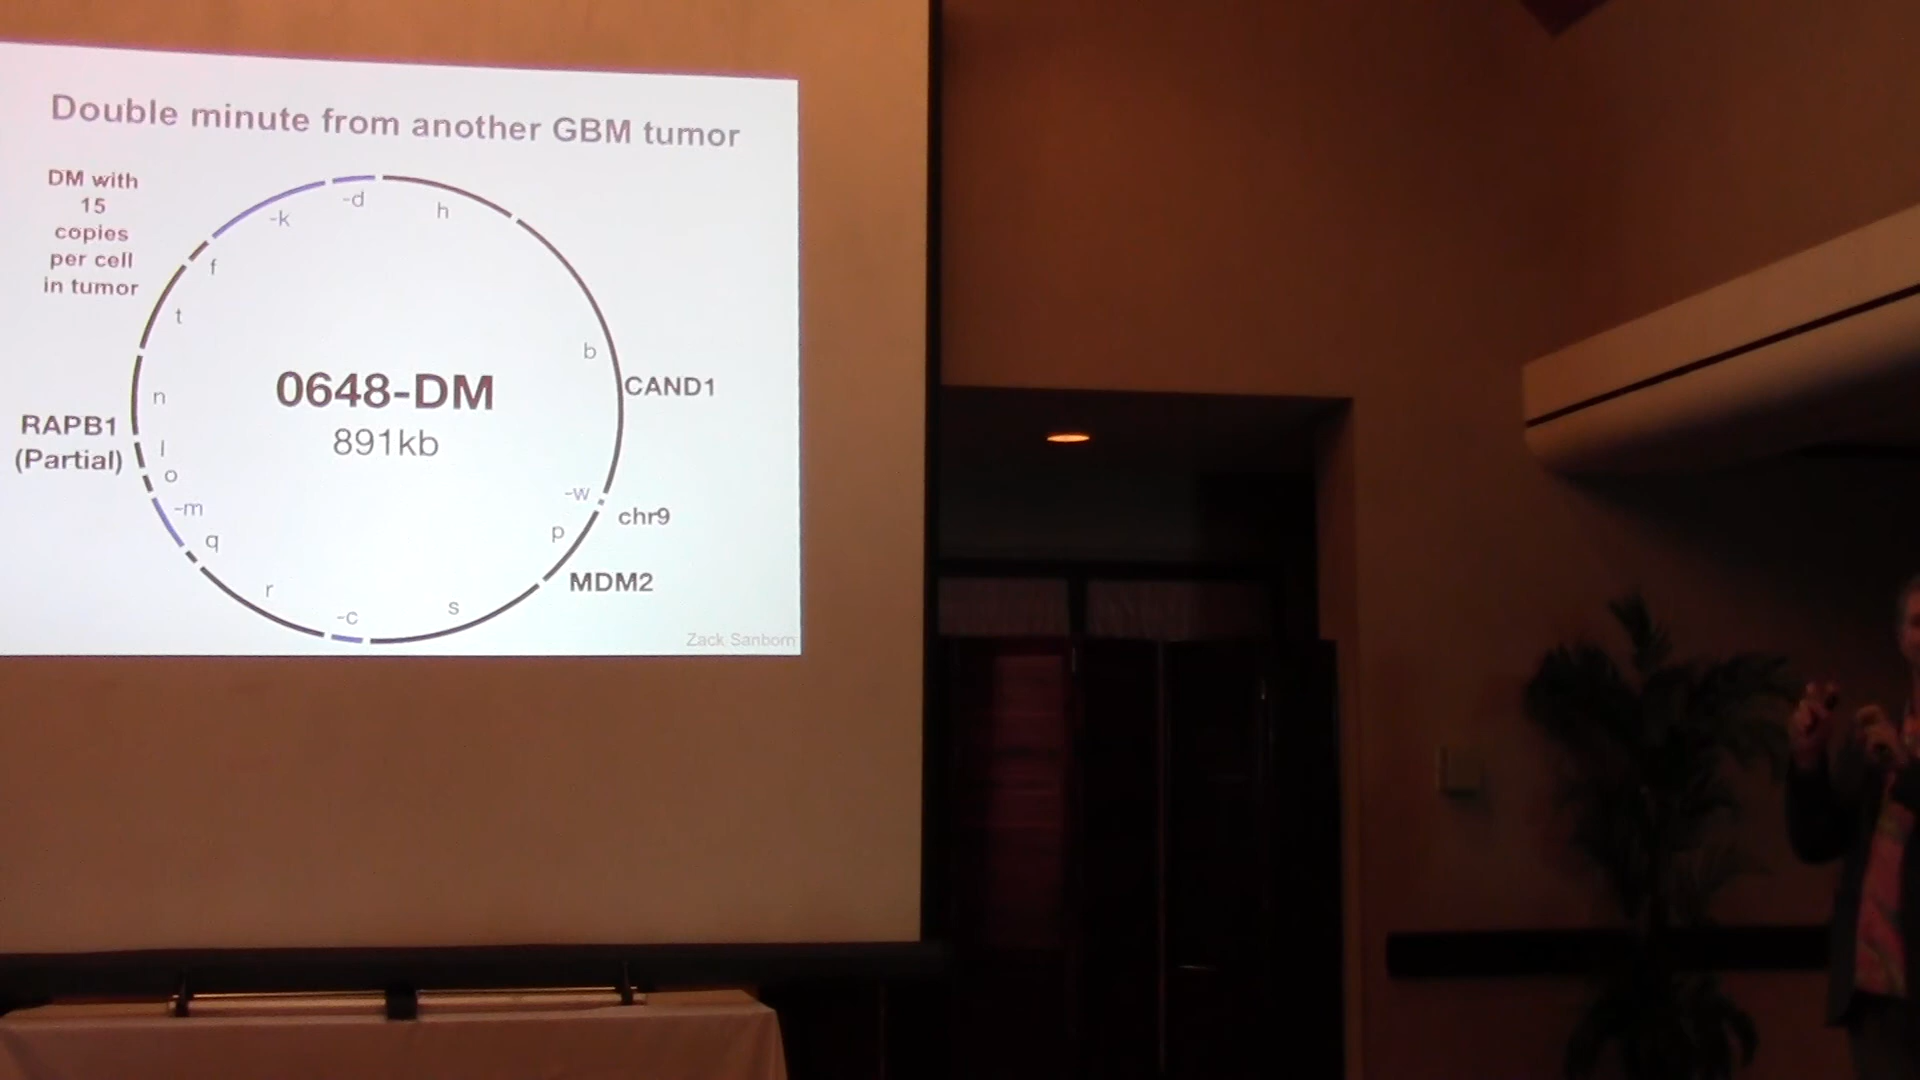 Double minute from another GBM tumor
DM with
15
copies
per cell
in tumor
-k
-d
h
f
t
b
n
0648-DM
891kb
CAND1
RAPB1
(Partial)
l
o
-m
q
-w
chr9
p
MDM2
r
-c
s
Zack Sanborn